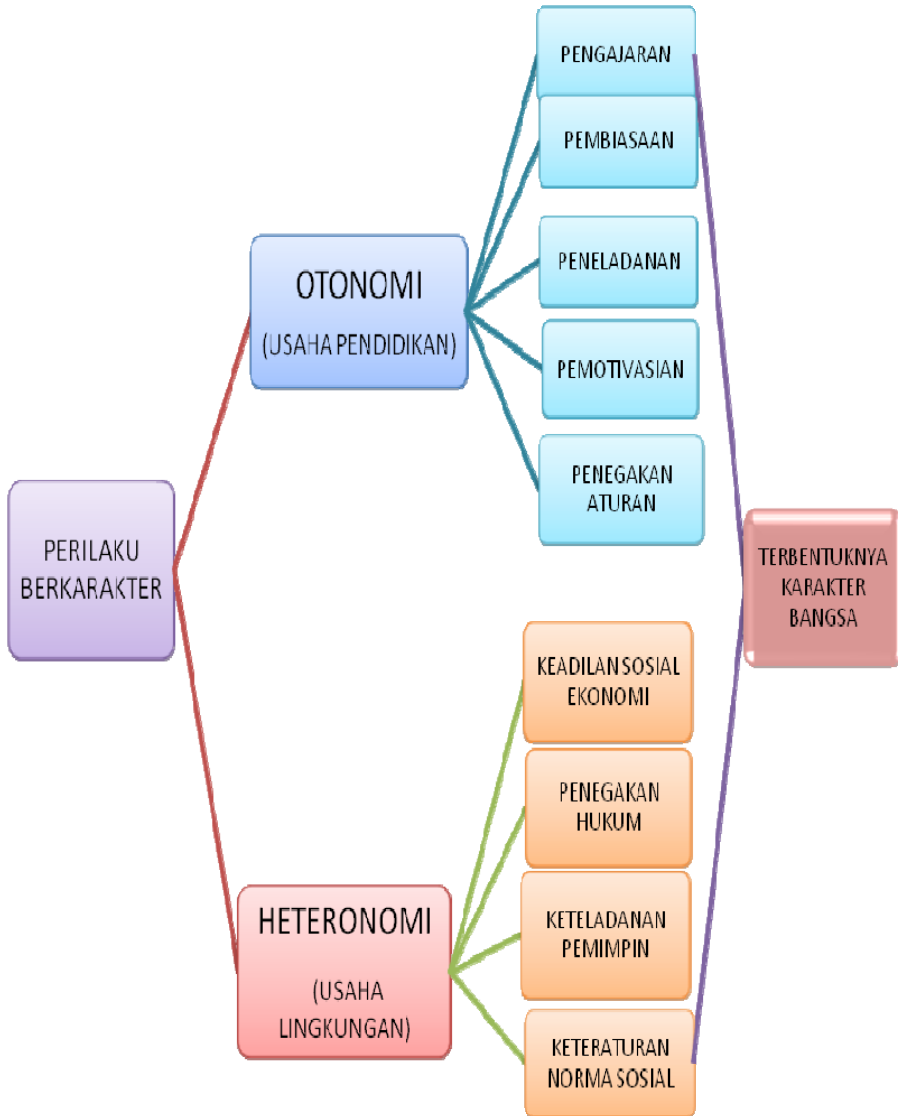 PENGAJARAN
PEMBIASAAN
PENELADANAN
PEMOTIVASIAN
PENEGAKAN
ATURAN
OTONOMI
(USAHA PENDIDIKAN)
PERILAKU
BERKARAKTER
TERBENTUKNYA
KARAKTER
BANGSA
KEADILAN SOSIAL
EKONOMI
PENEGAKAN
HUKUM
KETELADANAN
PEMIMPIN
KETERATURAN
NORMA SOSIAL
HETERONOMI
(USAHA
LINGKUNGAN)